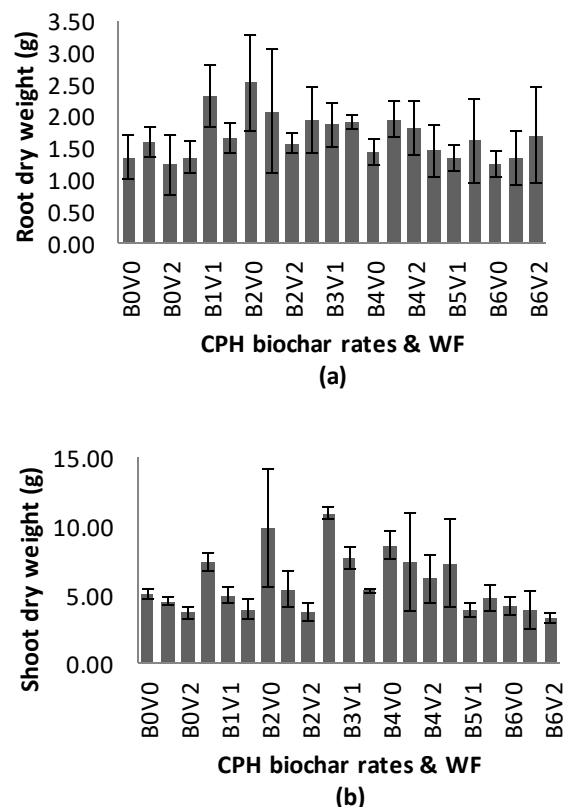 3.50
3.00
2.50
2.00
1.50
1.00
0.50
0.00
Root dry weight (g)
B0V0
B0V2
B1V1
B2V0
B2V2
B3V1
B4V0
B4V2
B5V1
B6V0
B6V2
CPH biochar rates & WF
(a)
15.00
10.00
5.00
0.00
Shoot dry weight (g)
B0V0
B0V2
B1V1
B2V0
B2V2
B3V1
B4V0
B4V2
B5V1
B6V0
B6V2
CPH biochar rates & WF
(b)